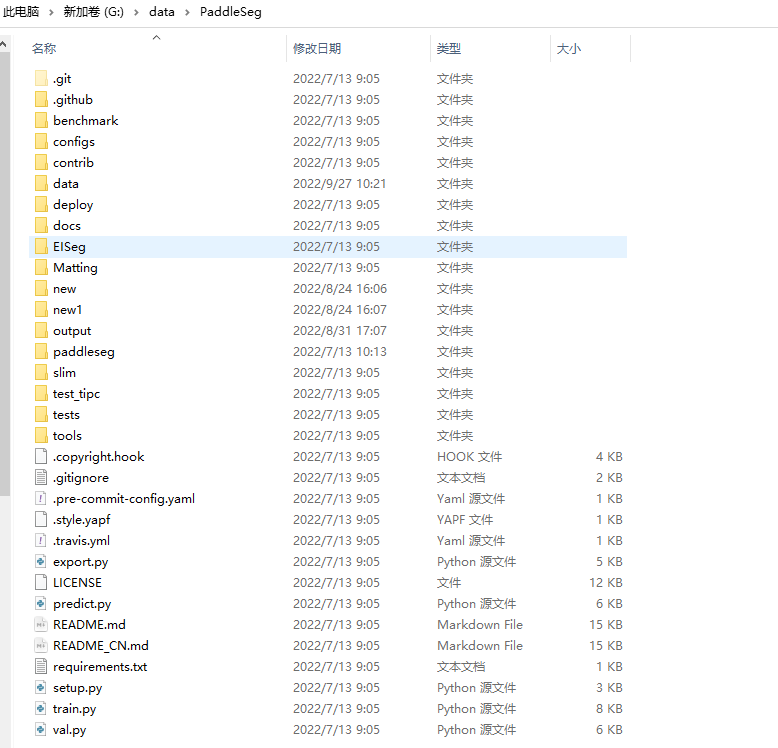 此电脑 › 新加卷 (G:) › data › PaddleSeg
名称 修改日期 类型 大小
.git 2022/7/13 9:05 文件夹
.github 2022/7/13 9:05 文件夹
benchmark 2022/7/13 9:05 文件夹
configs 2022/7/13 9:05 文件夹
contrib 2022/7/13 9:05 文件夹
data 2022/9/27 10:21 文件夹
deploy 2022/7/13 9:05 文件夹
docs 2022/7/13 9:05 文件夹
EISeg 2022/7/13 9:05 文件夹
Matting 2022/7/13 9:05 文件夹
new 2022/8/24 16:06 文件夹
new1 2022/8/24 16:07 文件夹
output 2022/8/31 17:07 文件夹
paddleseg 2022/7/13 10:13 文件夹
slim 2022/7/13 9:05 文件夹
test_tipc 2022/7/13 9:05 文件夹
tests 2022/7/13 9:05 文件夹
tools 2022/7/13 9:05 文件夹
.copyright.hook 2022/7/13 9:05 HOOK 文件 4 KB
.gitignore 2022/7/13 9:05 文本文档 2 KB
.pre-commit-config.yaml 2022/7/13 9:05 Yaml 源文件 1 KB
.style.yapf 2022/7/13 9:05 YAPF 文件 1 KB
.travis.yml 2022/7/13 9:05 Yaml 源文件 1 KB
export.py 2022/7/13 9:05 Python 源文件 5 KB
LICENSE 2022/7/13 9:05 文件 12 KB
predict.py 2022/7/13 9:05 Python 源文件 6 KB
README.md 2022/7/13 9:05 Markdown File 15 KB
README_CN.md 2022/7/13 9:05 Markdown File 15 KB
requirements.txt 2022/7/13 9:05 文本文档 1 KB
setup.py 2022/7/13 9:05 Python 源文件 3 KB
train.py 2022/7/13 9:05 Python 源文件 8 KB
val.py 2022/7/13 9:05 Python 源文件 6 KB